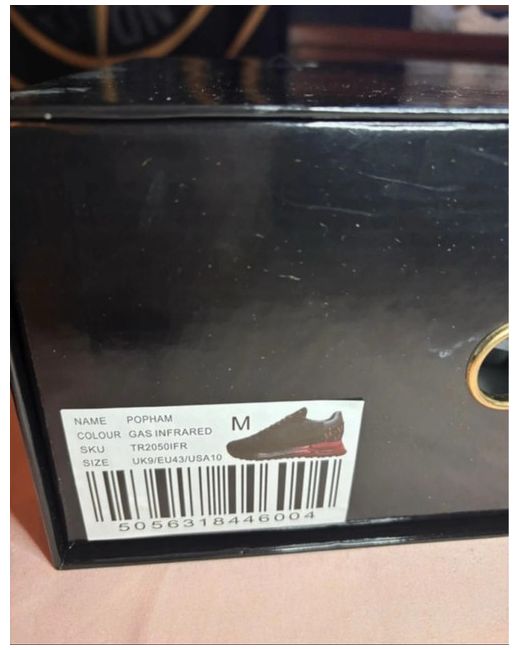 NAME POPHAM
COLOUR GAS INFRARED
SKU TR2050IFR
SIZE UK9/EU43/USA10
M
5056318446004